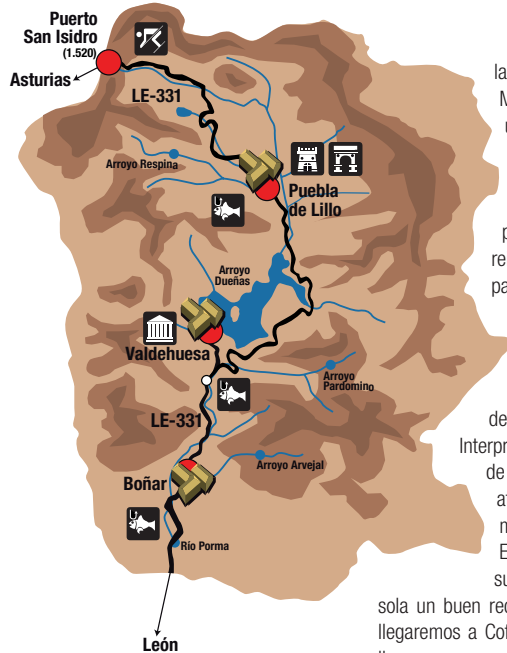 Puerto
San Isidro
(1.520)
Asturias
LE-331
Arroyo Respina
Puebla
de Lillo
Arroyo
Dueñas
Valdehuesa
Arroyo
Pardomino
LE-331
Boñar
Arroyo Arvejal
Río Porma
León
la
M
u
p
re
pa
de
Interpr
de
at
m
E
su
sola un buen rec
llegaremos a Cof